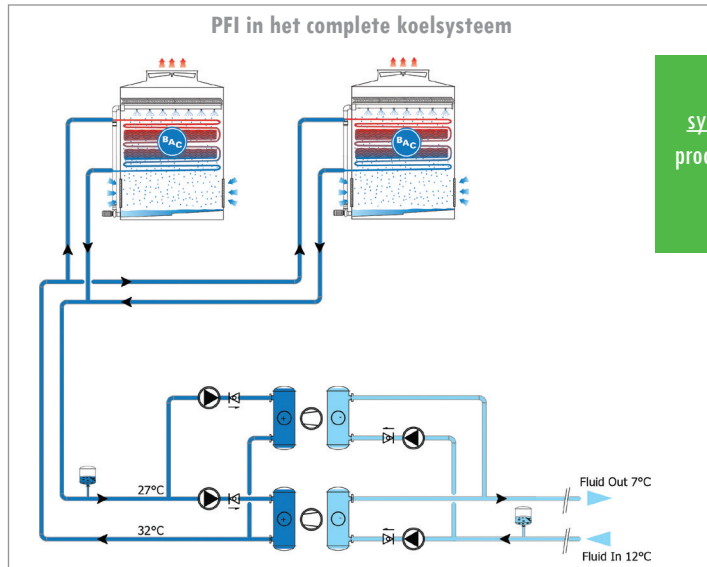 PFI in het complete koelsysteem
BAC
BAC
27°C
32°C
Fluid Out 7°C
Fluid In 12°C
+
-
+
-